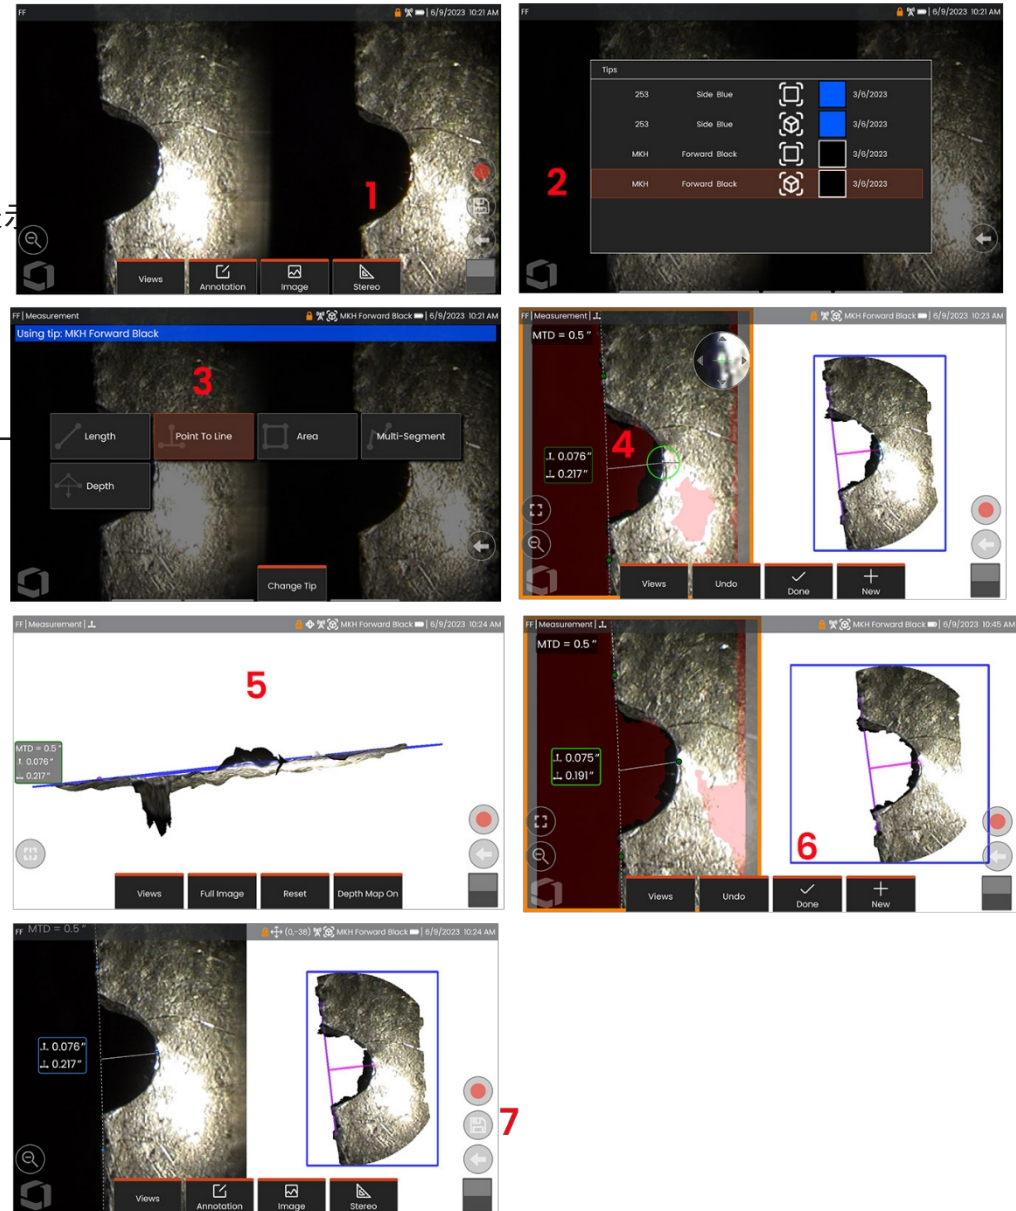 FF
6/9/2023 10:21 AM
1
Views
Annotation
Image
Stereo
FF
6/9/2023 10:21 AM
Tips
253 Side Blue 3/6/2023
253 Side Blue 3/6/2023
MKH Forward Black 3/6/2023
MKH Forward Black 3/6/2023
2
示
FF | Measurement
MKH Forward Black | 6/9/2023 10:21 AM
Using tip: MKH Forward Black
3
Length
Point To Line
Area
Multi-Segment
Depth
Change Tip
FF | Measurement |
MKH Forward Black | 6/9/2023 10:23 AM
MTD = 0.5 "
4
0.076"
0.217"
Views
Undo
Done
New
FF | Measurement |
MKH Forward Black | 6/9/2023 10:24 AM
5
MTD = 0.5 "
0.076"
0.217"
Views
Full Image
Reset
Depth Map On
FF | Measurement |
MKH Forward Black | 6/9/2023 10:45 AM
MTD = 0.5 "
0.075"
0.191"
6
Views
Undo
Done
New
FF MTD = 0.5 "
(0,-38) MKH Forward Black | 6/9/2023 10:24 AM
0.076"
0.217"
7
Views
Annotation
Image
Stereo